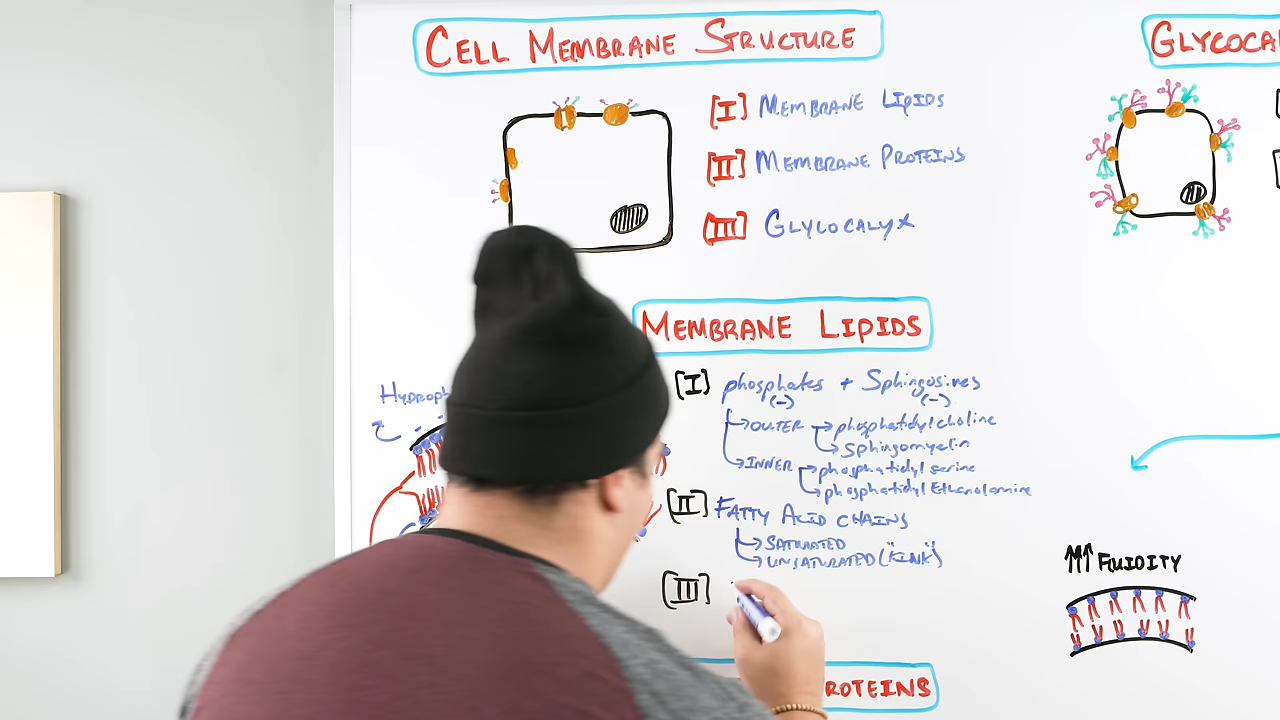 CELL MEMBRANE STRUCTURE
[I] MEMBRANE LIPIDS
[II] MEMBRANE PROTEINS
[III] GLYCOCALYX
MEMBRANE LIPIDS
[I] phosphates + Sphingosines
(-) (-)
OUTER phosphatidylcholine
Sphingomyelin
INNER phosphatidyl serine
phosphatidyl Ethanolamine
[II] FATTY ACID CHAINS
SATURATED
UNSATURATED ("KINK")
[III]
ROTEINS
HYDROPH
GLYCOCAL
↑↑↑ FLUIDITY